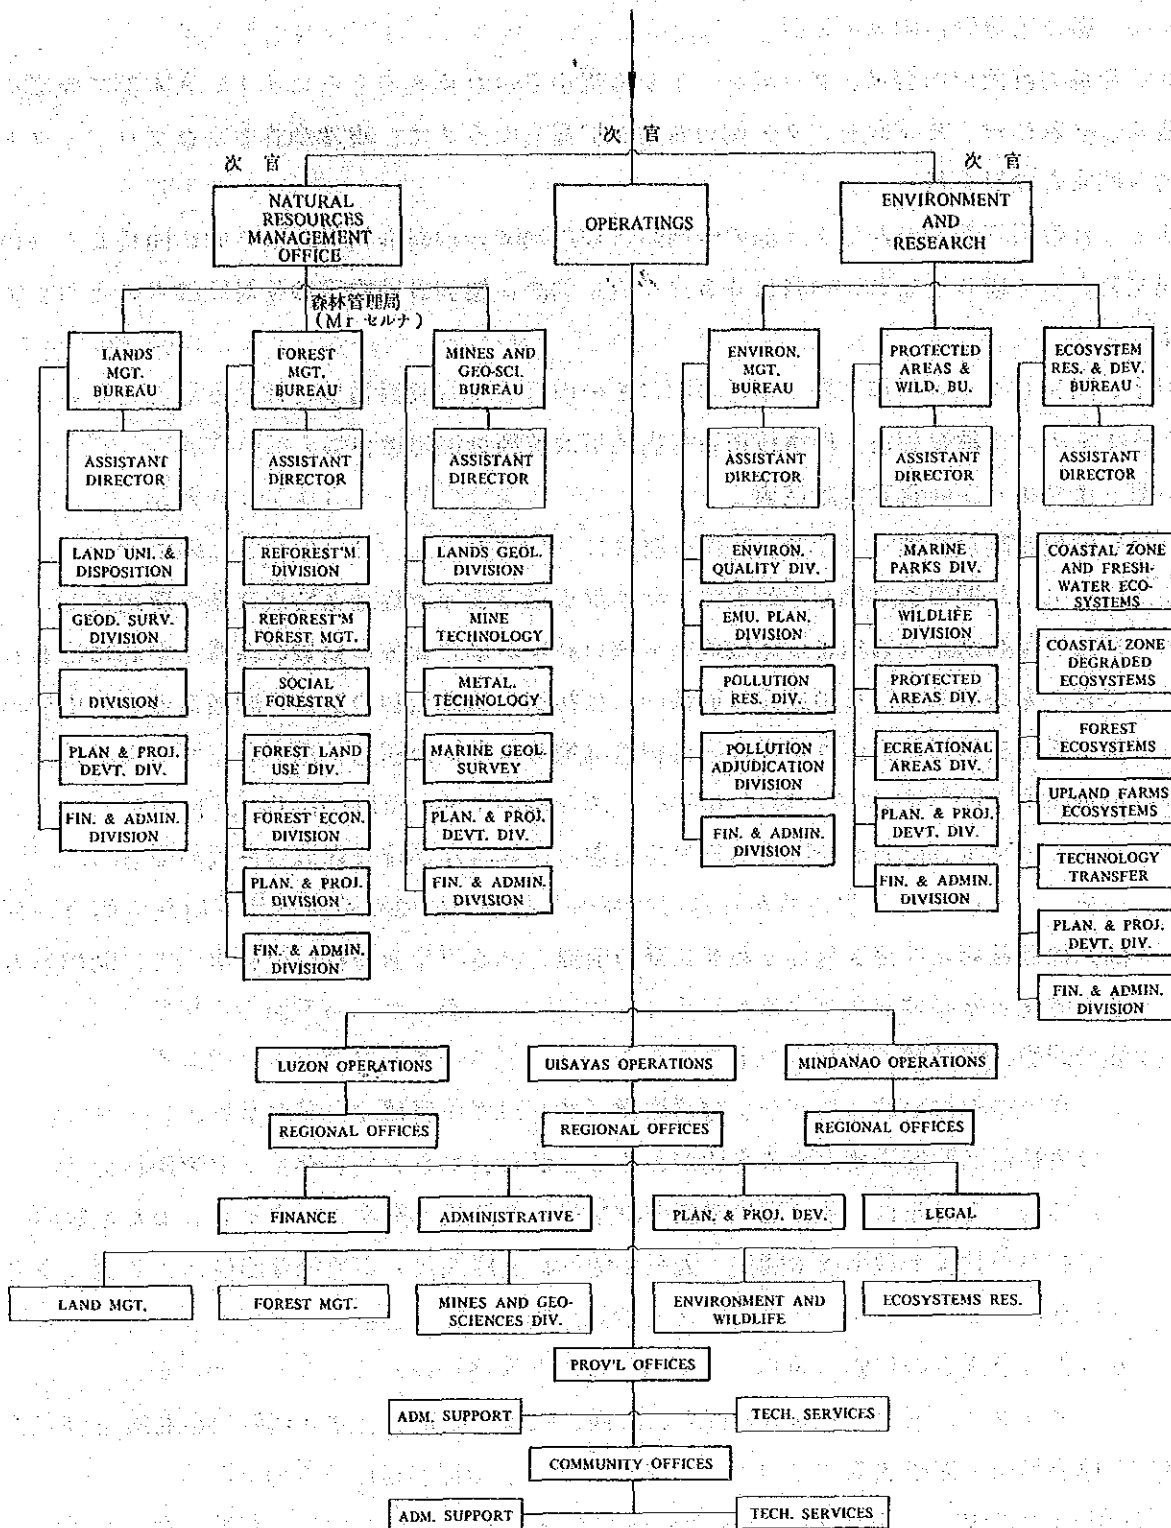 次 官
次 官
次 官
NATURAL
RESOURCES
MANAGEMENT
OFFICE
OPERATINGS
ENVIRONMENT
AND
RESEARCH
森林管理局
(Mr セルナ)
LANDS
MGT.
BUREAU
FOREST
MGT.
BUREAU
MINES AND
GEO-SCI.
BUREAU
ENVIRON.
MGT.
BUREAU
PROTECTED
AREAS &
WILD. BU.
ECOSYSTEM
RES. & DEV.
BUREAU
ASSISTANT
DIRECTOR
ASSISTANT
DIRECTOR
ASSISTANT
DIRECTOR
ASSISTANT
DIRECTOR
ASSISTANT
DIRECTOR
ASSISTANT
DIRECTOR
LAND UNI. &
DISPOSITION
GEOD. SURV.
DIVISION
DIVISION
PLAN & PROJ.
DEVT. DIV.
FIN. & ADMIN.
DIVISION
REFOREST'M
DIVISION
REFOREST'M
FOREST MGT.
SOCIAL
FORESTRY
FOREST LAND
USE DIV.
FOREST ECON.
DIVISION
PLAN. & PROJ.
DIVISION
FIN. & ADMIN.
DIVISION
LANDS GEOL.
DIVISION
MINE
TECHNOLOGY
METAL.
TECHNOLOGY
MARINE GEOL.
SURVEY
PLAN. & PROJ.
DEVT. DIV.
FIN. & ADMIN.
DIVISION
ENVIRON.
QUALITY DIV.
EMU. PLAN.
DIVISION
POLLUTION
RES. DIV.
POLLUTION
ADJUDICATION
DIVISION
FIN. & ADMIN.
DIVISION
MARINE
PARKS DIV.
WILDLIFE
DIVISION
PROTECTED
AREAS DIV.
ECREATIONAL
AREAS DIV.
PLAN. & PROJ.
DEVT. DIV.
FIN. & ADMIN.
DIVISION
COASTAL ZONE
AND FRESH-
WATER ECO-
SYSTEMS
COASTAL ZONE
DEGRADED
ECOSYSTEMS
FOREST
ECOSYSTEMS
UPLAND FARMS
ECOSYSTEMS
TECHNOLOGY
TRANSFER
PLAN. & PROJ.
DEVT. DIV.
FIN. & ADMIN.
DIVISION
LUZON OPERATIONS
UISAYAS OPERATIONS
MINDANAO OPERATIONS
REGIONAL OFFICES
REGIONAL OFFICES
REGIONAL OFFICES
FINANCE
ADMINISTRATIVE
PLAN. & PROJ. DEV.
LEGAL
LAND MGT.
FOREST MGT.
MINES AND GEO-
SCIENCES DIV.
ENVIRONMENT AND
WILDLIFE
ECOSYSTEMS RES.
PROV'L OFFICES
ADM. SUPPORT
TECH. SERVICES
COMMUNITY OFFICES
ADM. SUPPORT
TECH. SERVICES